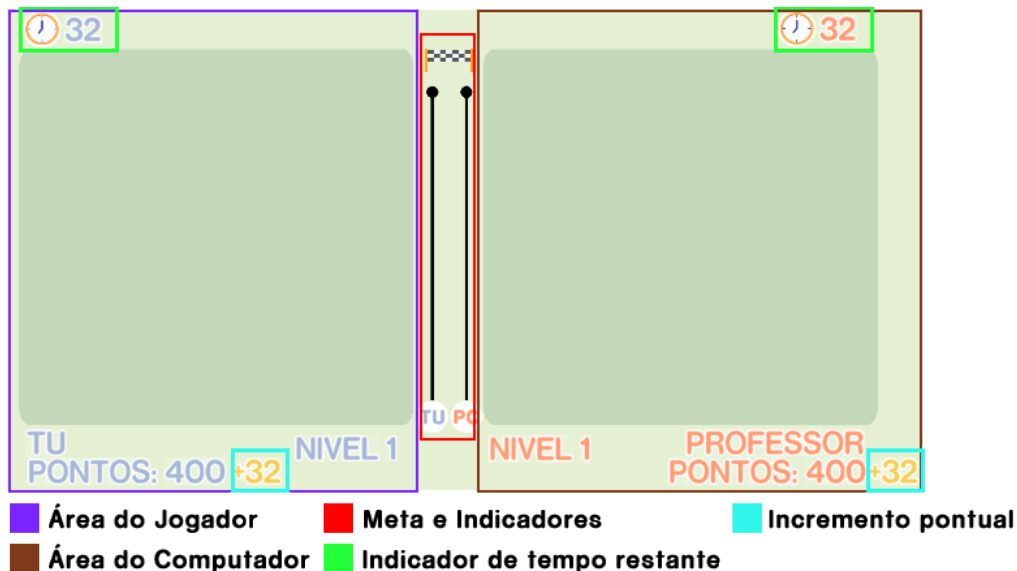 32
32
TU PC
TU
PONTOS: 400 +32
NIVEL 1
NIVEL 1
PROFESSOR
PONTOS: 400 +32
Área do Jogador
Meta e Indicadores
Incremento pontual
Área do Computador
Indicador de tempo restante